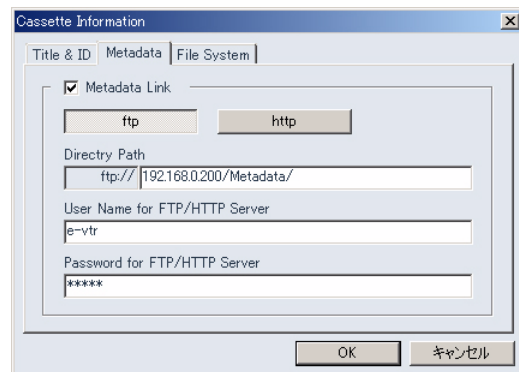 Cassette Information
Title & ID Metadata File System
Metadata Link
ftp http
Directry Path
ftp:// 192.168.0.200/Metadata/
User Name for FTP/HTTP Server
e-vtr
Password for FTP/HTTP Server
*****
OK キャンセル